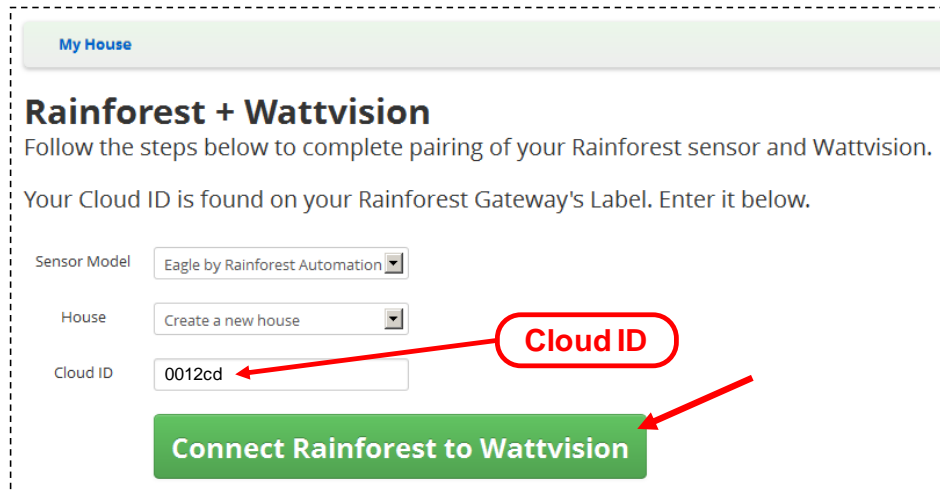 My House
Rainforest + Wattvision
Follow the steps below to complete pairing of your Rainforest sensor and Wattvision.
Your Cloud ID is found on your Rainforest Gateway's Label. Enter it below.
Sensor Model Eagle by Rainforest Automation
House Create a new house
Cloud ID
Cloud ID 0012cd
Connect Rainforest to Wattvision